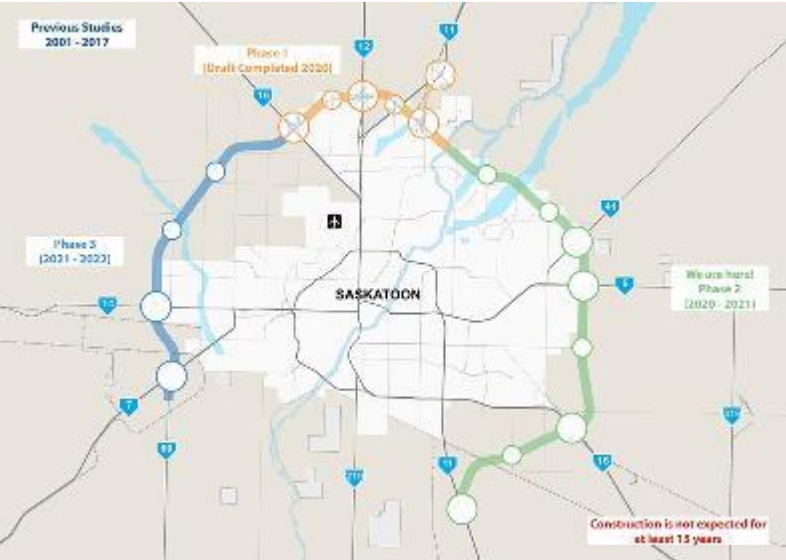 Previous Studies
2001 - 2017
Phase 1
(Draft Completed 2020)
12
11
16
41
Phase 3
(2021 - 2022)
14
SASKATOON
We are here!
Phase 2
(2020 - 2021)
5
7
60
11
16
Construction is not expected for
at least 15 years